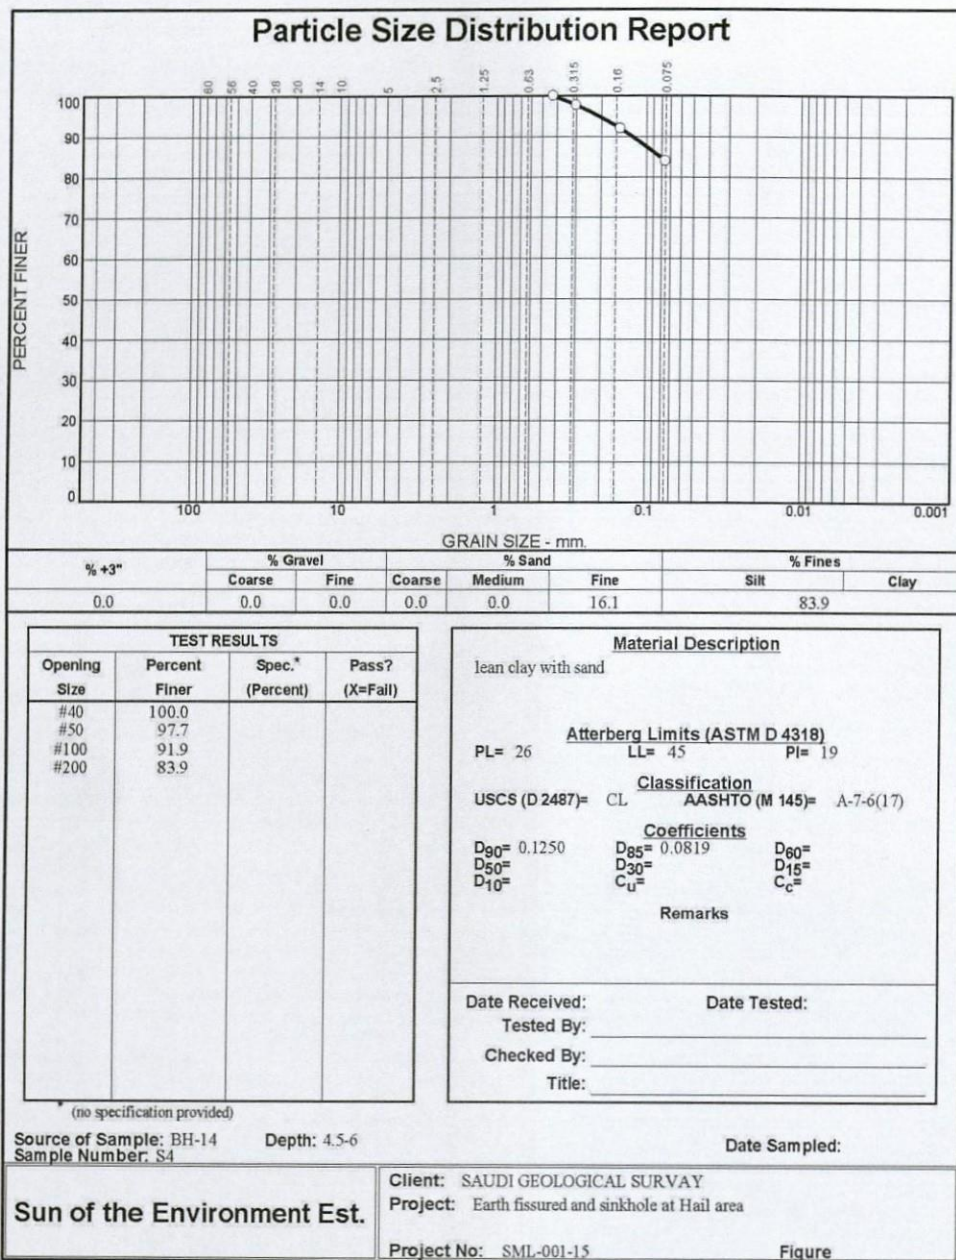 Particle Size Distribution Report
60 56 40 28 20 14 10 5 2.5 1.25 0.63 0.315 0.16 0.075
100
90
80
70
60
50
40
30
20
10
0
PERCENT FINER
100 10 1 0.1 0.01 0.001
GRAIN SIZE - mm.
% +3" % Gravel % Sand % Fines
Coarse Fine Coarse Medium Fine Silt Clay
0.0 0.0 0.0 0.0 0.0 16.1 83.9
TEST RESULTS
Opening Percent Spec.* Pass?
Size Finer (Percent) (X=Fail)
#40 100.0
#50 97.7
#100 91.9
#200 83.9
* (no specification provided)
Material Description
lean clay with sand
Atterberg Limits (ASTM D 4318)
PL= 26 LL= 45 PI= 19
Classification
USCS (D 2487)= CL AASHTO (M 145)= A-7-6(17)
Coefficients
D90= 0.1250 D85= 0.0819 D60=
D50= D30= D15=
D10= Cu= Cc=
Remarks
Date Received: Date Tested:
Tested By:
Checked By:
Title:
Source of Sample: BH-14 Depth: 4.5-6
Sample Number: S4
Date Sampled:
Sun of the Environment Est.
Client: SAUDI GEOLOGICAL SURVAY
Project: Earth fissured and sinkhole at Hail area
Project No: SML-001-15 Figure